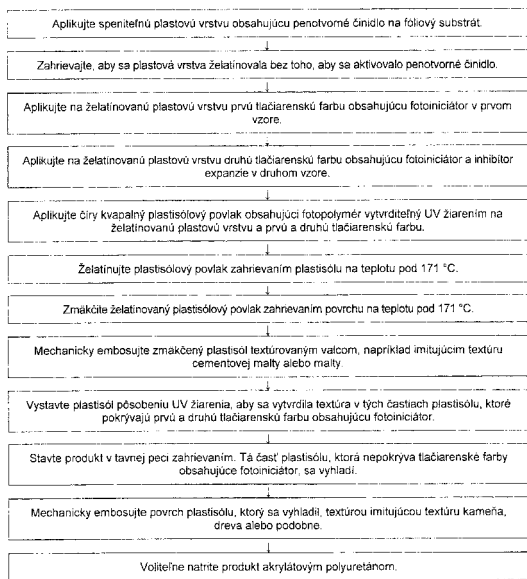 Aplikujte speniteľnú plastovú vrstvu obsahujúcu penotvorné činidlo na fóliový substrát.
Zahrievajte, aby sa plastová vrstva želatínovala bez toho, aby sa aktivovalo penotvorné činidlo.
Aplikujte na želatínovanú plastovú vrstvu prvú tlačiarenskú farbu obsahujúcu fotoiniciátor v prvom
vzore.
Aplikujte na želatínovanú plastovú vrstvu druhú tlačiarenskú farbu obsahujúcu fotoiniciátor a inhibítor
expanzie v druhom vzore.
Aplikujte číry kvapalný plastisólový povlak obsahujúci fotopolymér vytvrditeľný UV žiarením na
želatínovanú plastovú vrstvu a prvú a druhú tlačiarenskú farbu.
Želatínujte plastisólový povlak zahrievaním plastisólu na teplotu pod 171 °C.
Zmäkčite želatínovaný plastisólový povlak zahrievaním povrchu na teplotu pod 171 °C.
Mechanicky embosujte zmäkčený plastisól textúrovaným valcom, napríklad imitujúcim textúru
cementovej malty alebo malty.
Vystavte plastisól pôsobeniu UV žiarenia, aby sa vytvrdila textúra v tých častiach plastisólu, ktoré
pokrývajú prvú a druhú tlačiarenskú farbu obsahujúcu fotoiniciátor.
Stavte produkt v tavnej peci zahrievaním. Tá časť plastisólu, ktorá nepokrýva tlačiarenské farby
obsahujúce fotoiniciátor, sa vyhladí.
Mechanicky embosujte povrch plastisólu, ktorý sa vyhladil, textúrou imitujúcou textúru kameňa,
dreva alebo podobne.
Voliteľne natrite produkt akrylátovým polyuretánom.